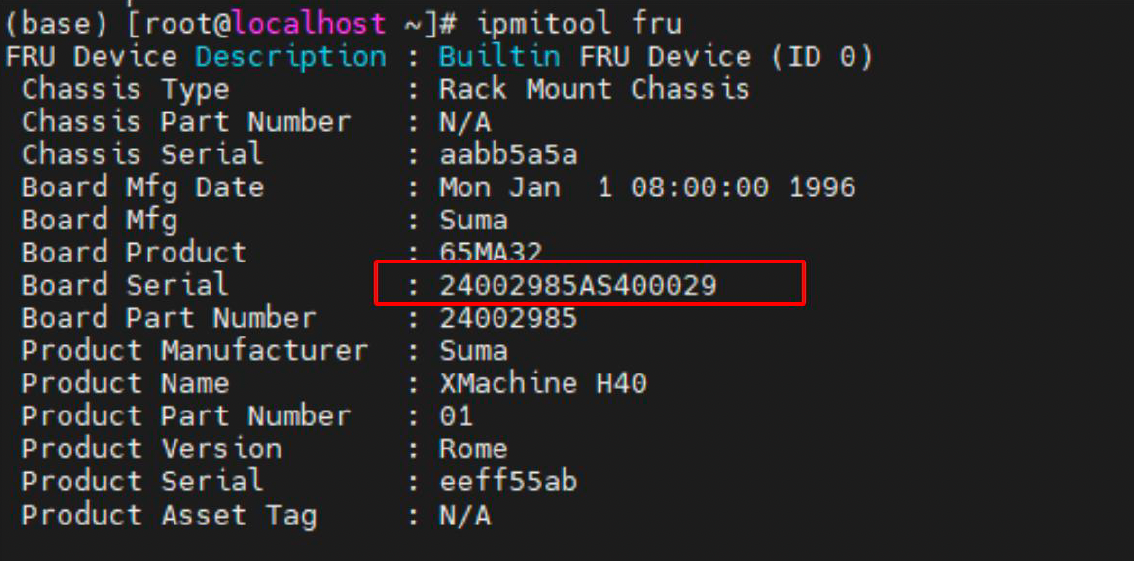 (base) [root@localhost ~]# ipmitool fru
FRU Device Description : Builtin FRU Device (ID 0)
 Chassis Type          : Rack Mount Chassis
 Chassis Part Number   : N/A
 Chassis Serial        : aabb5a5a
 Board Mfg Date        : Mon Jan  1 08:00:00 1996
 Board Mfg             : Suma
 Board Product         : 65MA32
 Board Serial          : 24002985AS400029
 Board Part Number     : 24002985
 Product Manufacturer  : Suma
 Product Name          : XMachine H40
 Product Part Number   : 01
 Product Version       : Rome
 Product Serial        : eeff55ab
 Product Asset Tag     : N/A